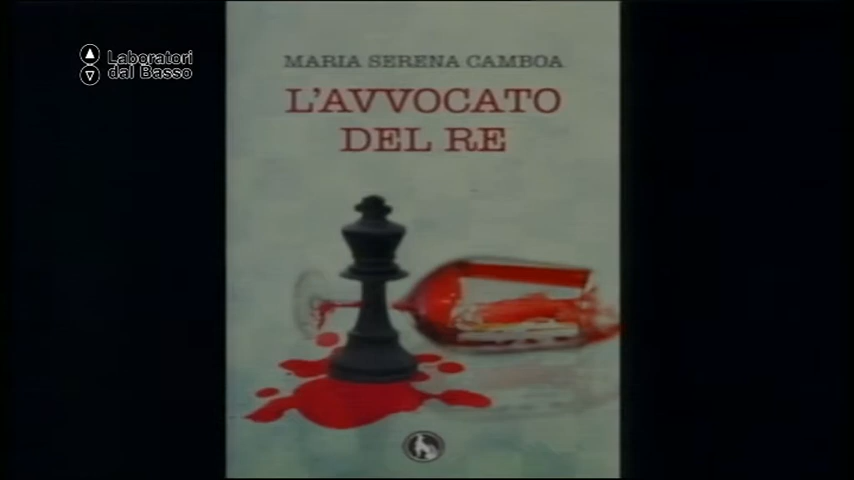 Laboratori
dal Basso
MARIA SERENA CAMBOA
L'AVVOCATO
DEL RE